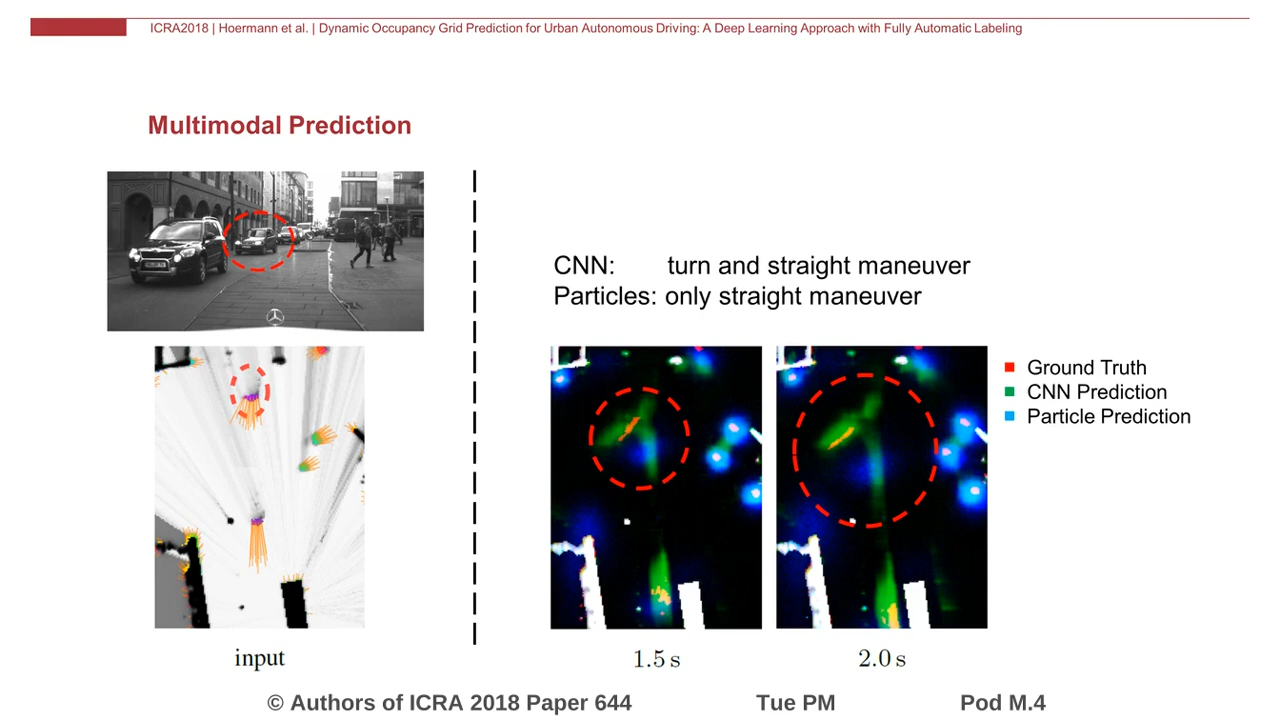 ICRA2018 | Hoermann et al. | Dynamic Occupancy Grid Prediction for Urban Autonomous Driving: A Deep Learning Approach with Fully Automatic Labeling
Multimodal Prediction
CNN: turn and straight maneuver
Particles: only straight maneuver
Ground Truth
CNN Prediction
Particle Prediction
input
1.5 s
2.0 s
© Authors of ICRA 2018 Paper 644 Tue PM Pod M.4